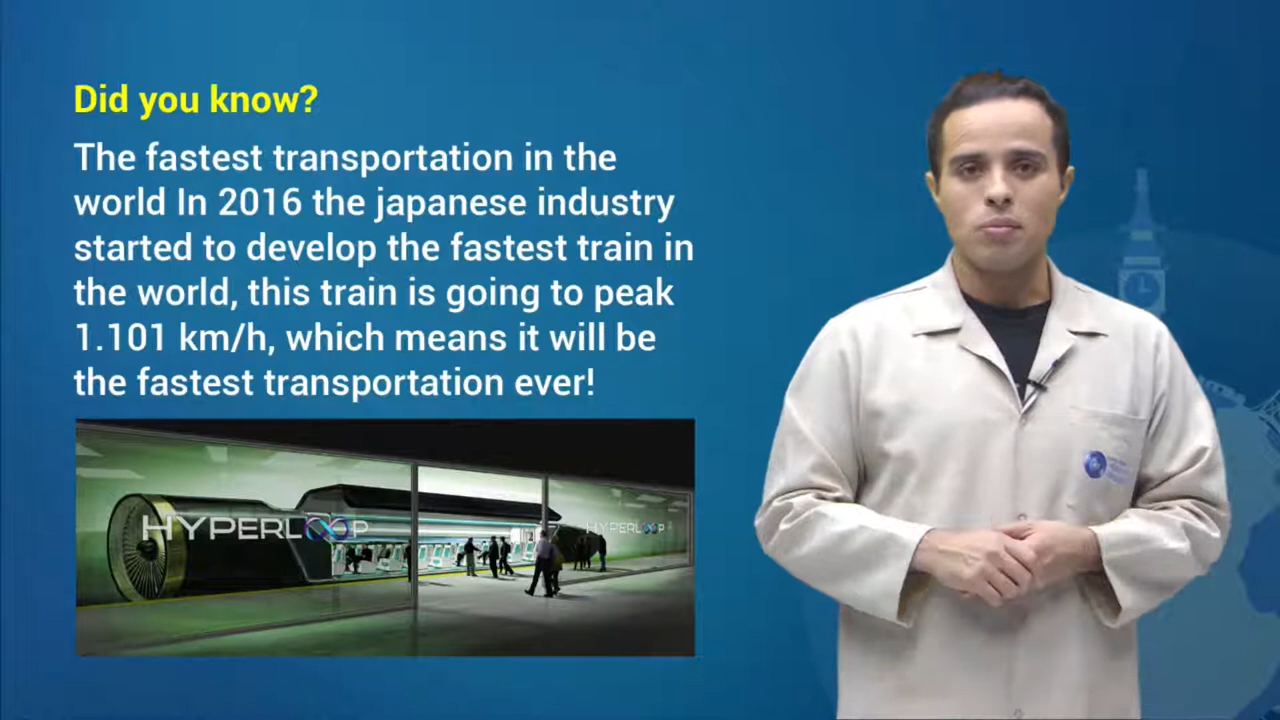 Did you know?
The fastest transportation in the
world In 2016 the japanese industry
started to develop the fastest train in
the world, this train is going to peak
1.101 km/h, which means it will be
the fastest transportation ever!
HYPERLOOP
HYPERLOOP